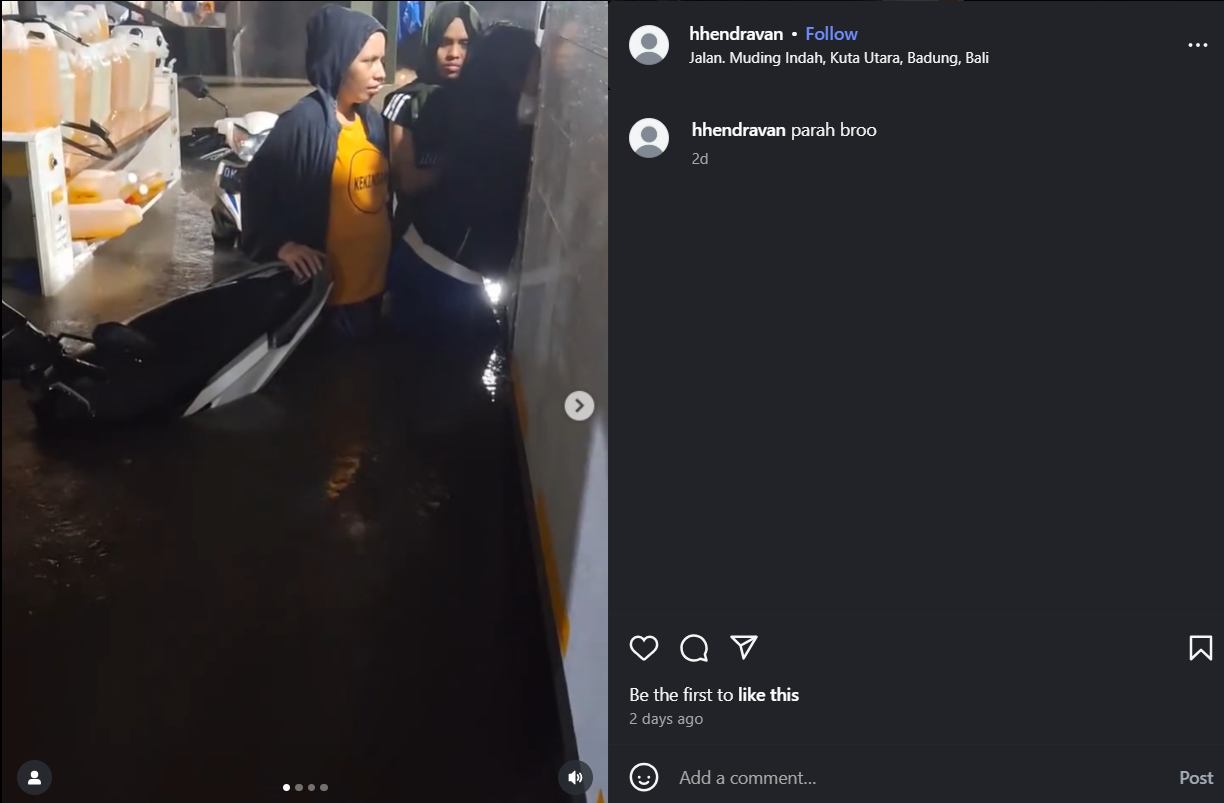 hhendravan • Follow
Jalan. Muding Indah, Kuta Utara, Badung, Bali
hhendravan parah broo
2d
DK
Be the first to like this
2 days ago
Add a comment...
Post